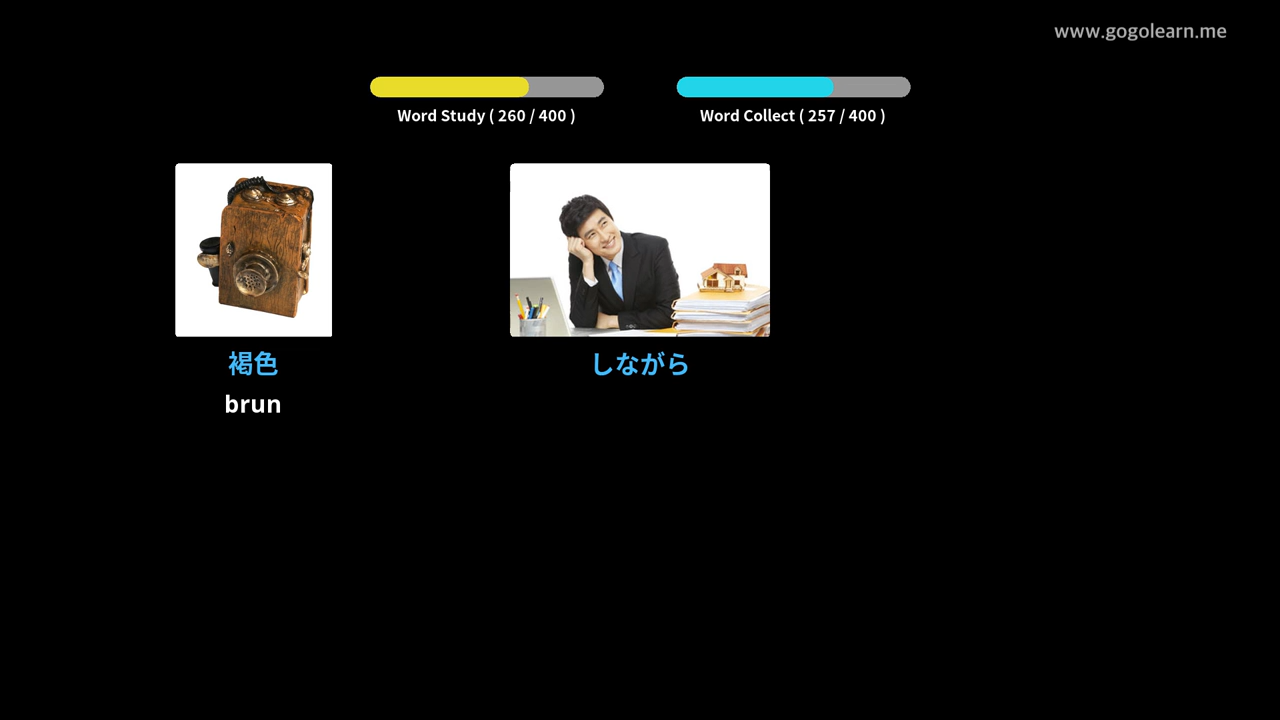 www.gogolearn.me
Word Study ( 260 / 400 )
Word Collect ( 257 / 400 )
褐色
brun
しながら